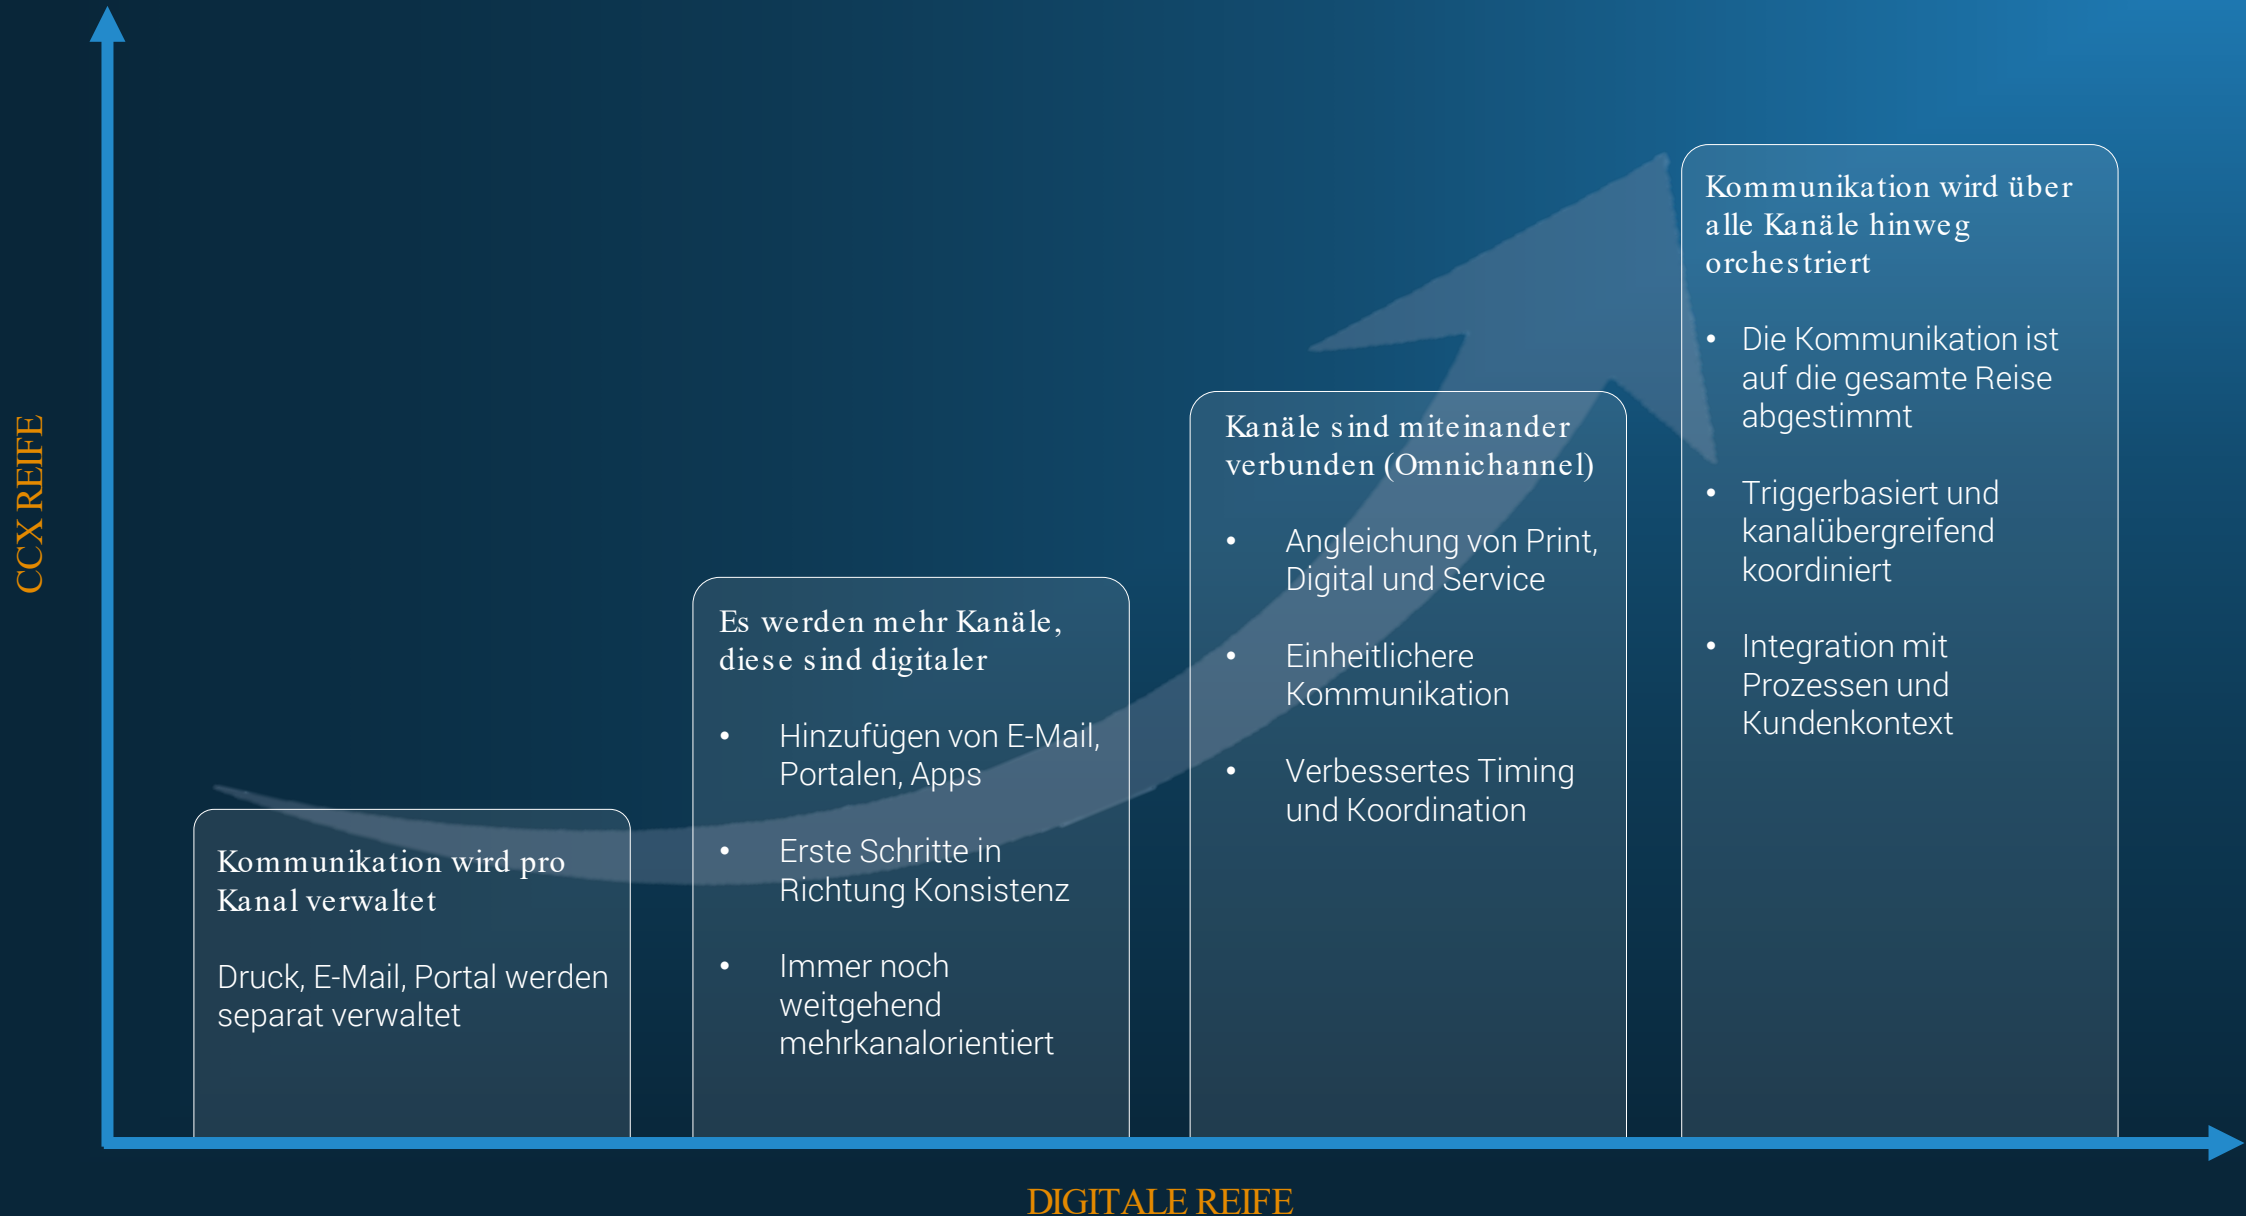 CCX REIFE
Kommunikation wird pro
Kanal verwaltet
Druck, E-Mail, Portal werden
separat verwaltet
Es werden mehr Kanäle,
diese sind digitaler
• Hinzufügen von E-Mail,
Portalen, Apps
• Erste Schritte in
Richtung Konsistenz
• Immer noch
weitgehend
mehrkanalorientiert
Kanäle sind miteinander
verbunden (Omnichannel)
• Angleichung von Print,
Digital und Service
• Einheitlichere
Kommunikation
• Verbessertes Timing
und Koordination
Kommunikation wird über
alle Kanäle hinweg
orchestriert
• Die Kommunikation ist
auf die gesamte Reise
abgestimmt
• Triggerbasiert und
kanalübergreifend
koordiniert
• Integration mit
Prozessen und
Kundenkontext
DIGITALE REIFE